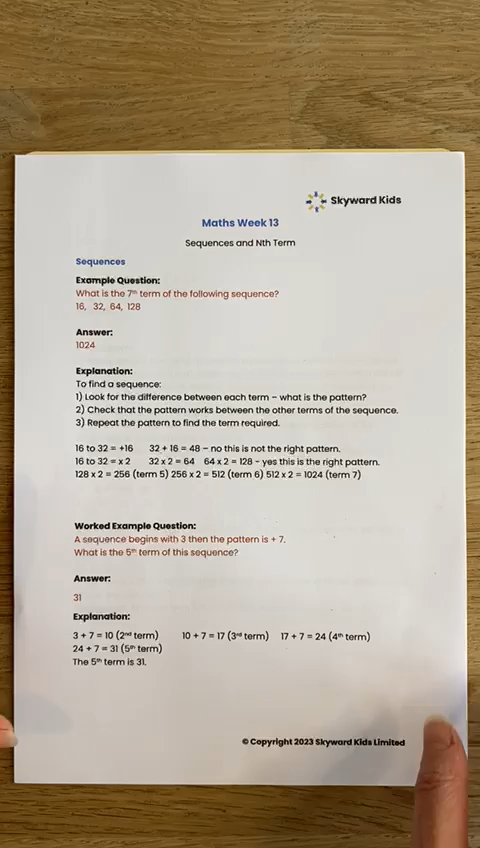 Skyward Kids
Maths Week 13
Sequences and Nth Term
Sequences
Example Question:
What is the 7th term of the following sequence?
16, 32, 64, 128
Answer:
1024
Explanation:
To find a sequence:
1) Look for the difference between each term – what is the pattern?
2) Check that the pattern works between the other terms of the sequence.
3) Repeat the pattern to find the term required.
16 to 32 = +16 32 + 16 = 48 – no this is not the right pattern.
16 to 32 = x 2 32 x 2 = 64 64 x 2 = 128 - yes this is the right pattern.
128 x 2 = 256 (term 5) 256 x 2 = 512 (term 6) 512 x 2 = 1024 (term 7)
Worked Example Question:
A sequence begins with 3 then the pattern is + 7.
What is the 5th term of this sequence?
Answer:
31
Explanation:
3 + 7 = 10 (2nd term) 10 + 7 = 17 (3rd term) 17 + 7 = 24 (4th term)
24 + 7 = 31 (5th term)
The 5th term is 31.
© Copyright 2023 Skyward Kids Limited